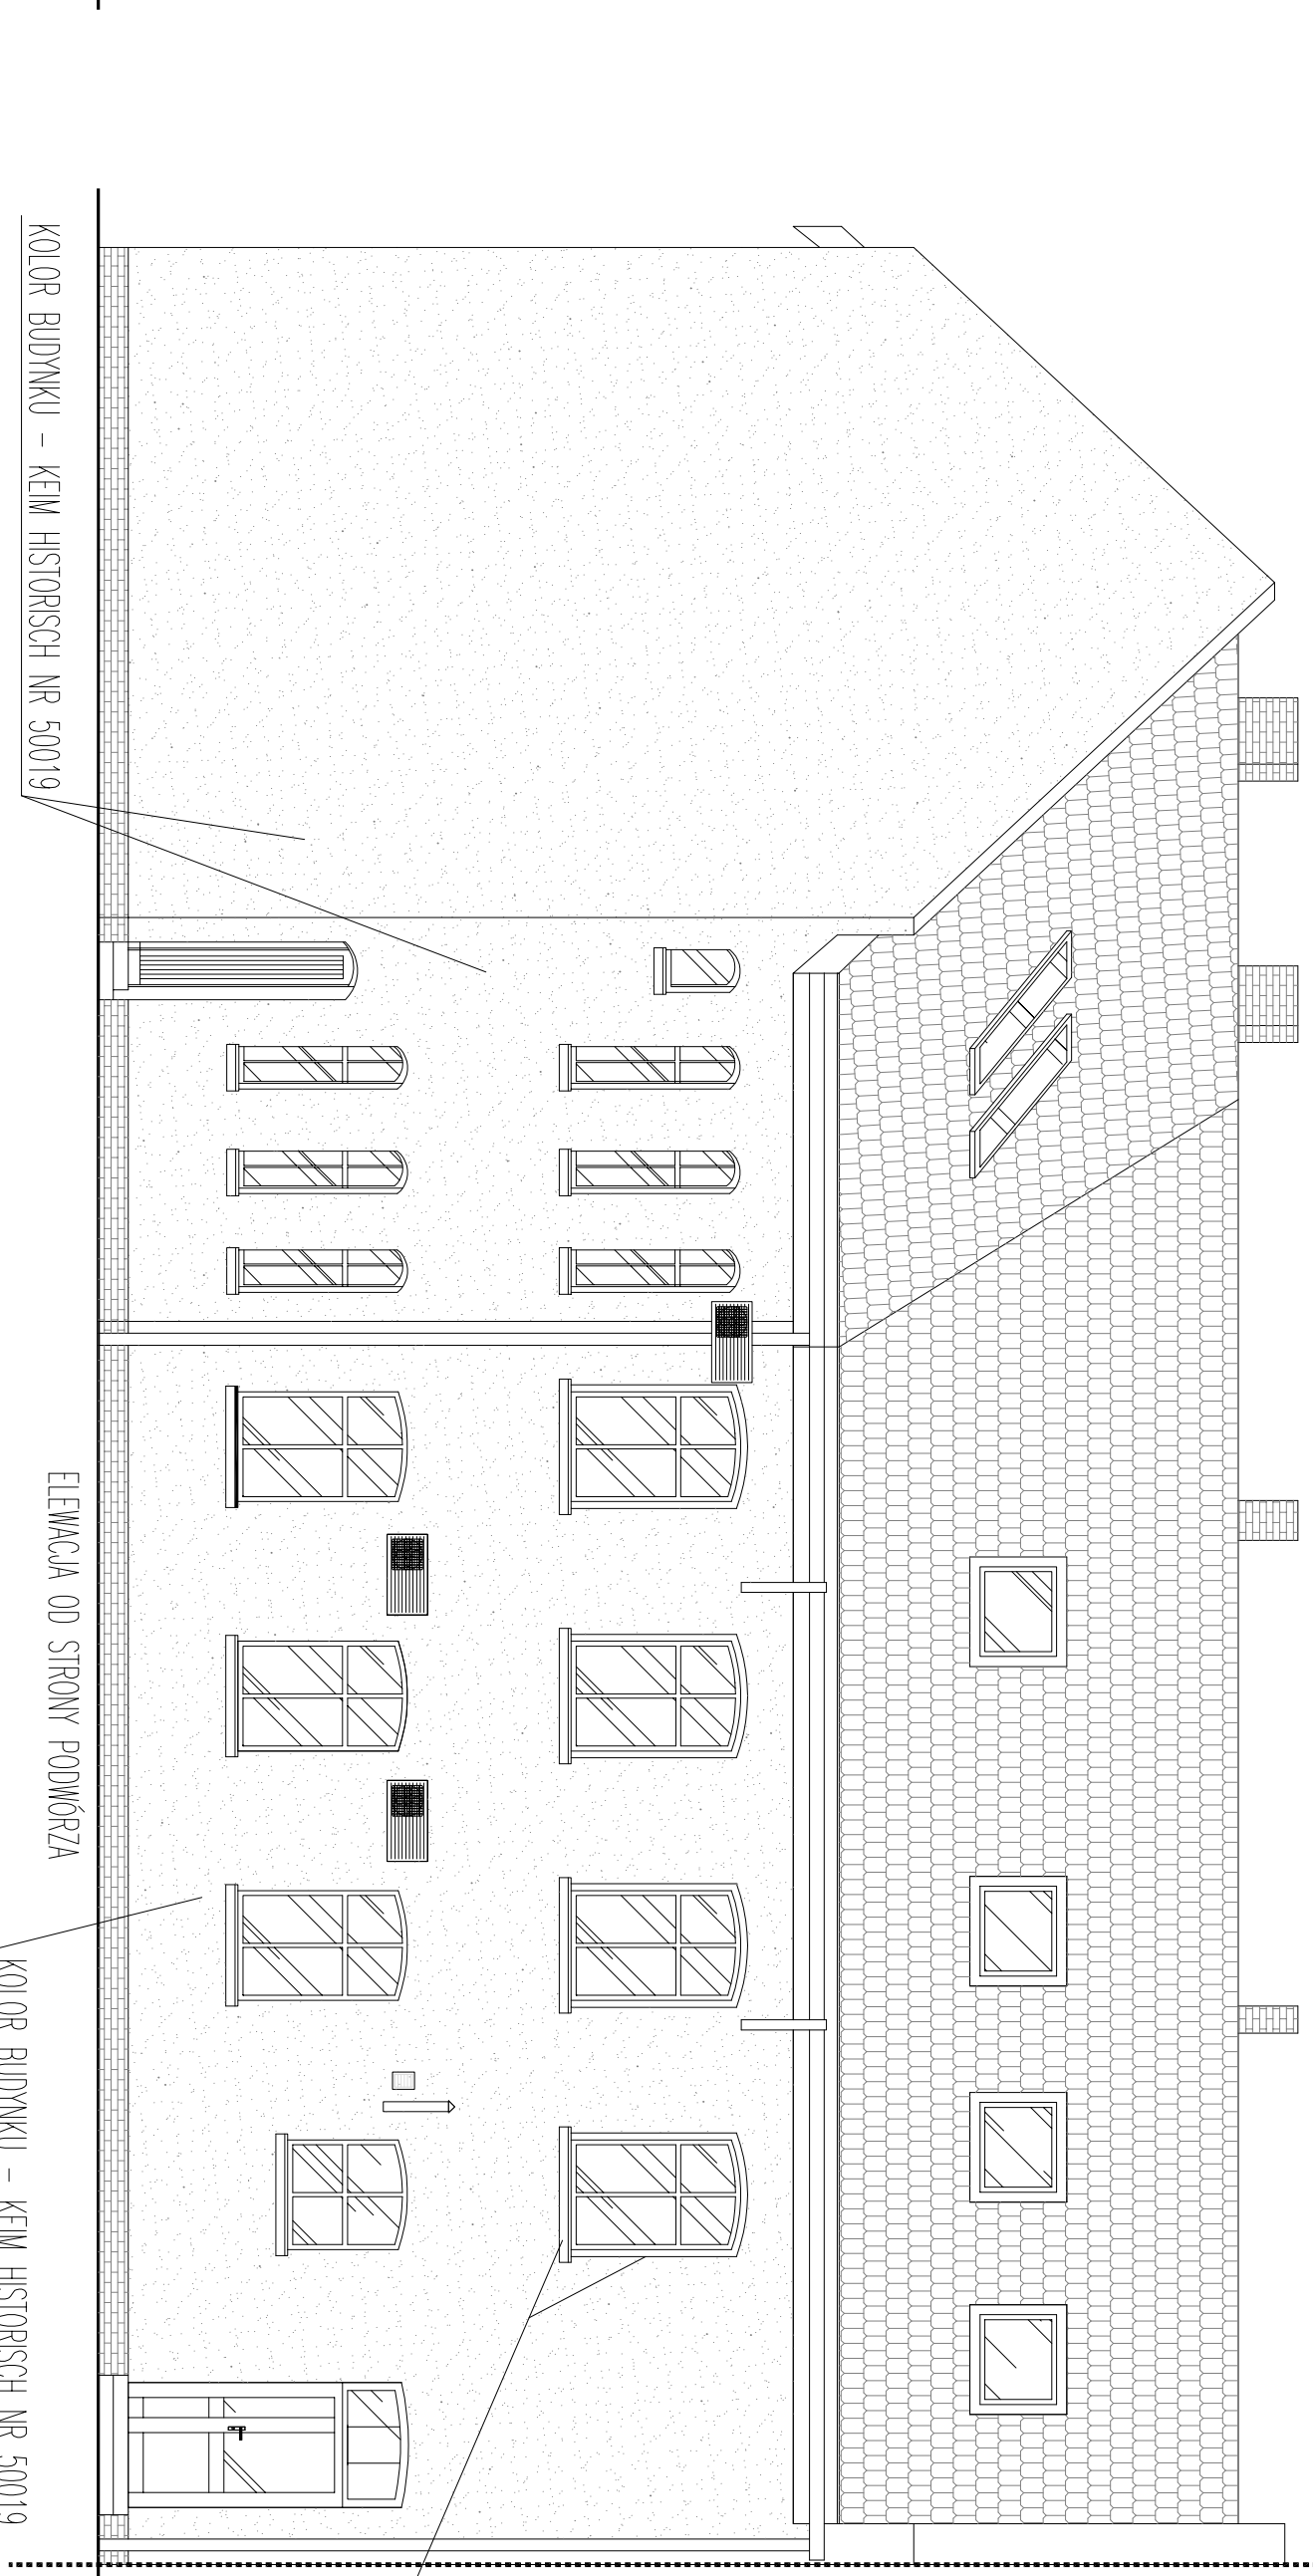 KOLOR BUDYNKU - KEIM HISTORISCH NR 50019
ELEWACJA OD STRONY PODWÓRZA
KOLOR BUDYNKU - KEIM HISTORISCH NR 50019